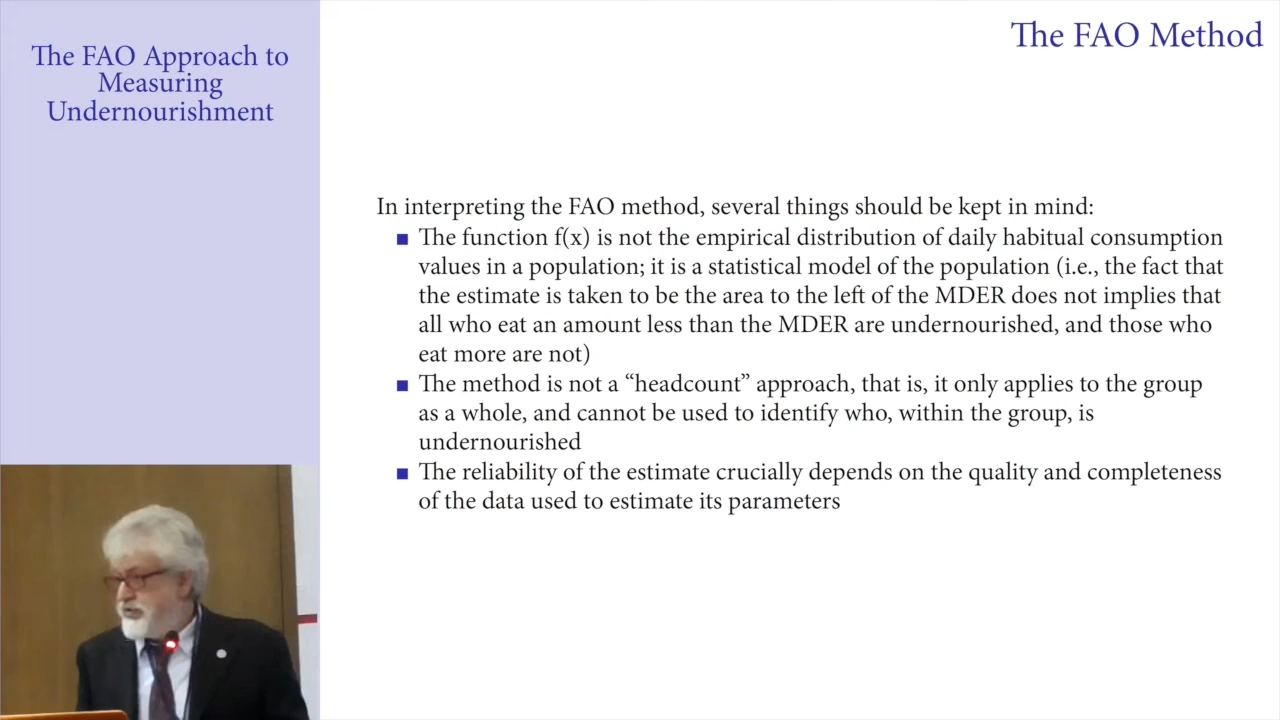 The FAO Approach to
Measuring
Undernourishment
The FAO Method
In interpreting the FAO method, several things should be kept in mind:
■ The function f(x) is not the empirical distribution of daily habitual consumption
values in a population; it is a statistical model of the population (i.e., the fact that
the estimate is taken to be the area to the left of the MDER does not implies that
all who eat an amount less than the MDER are undernourished, and those who
eat more are not)
■ The method is not a “headcount” approach, that is, it only applies to the group
as a whole, and cannot be used to identify who, within the group, is
undernourished
■ The reliability of the estimate crucially depends on the quality and completeness
of the data used to estimate its parameters